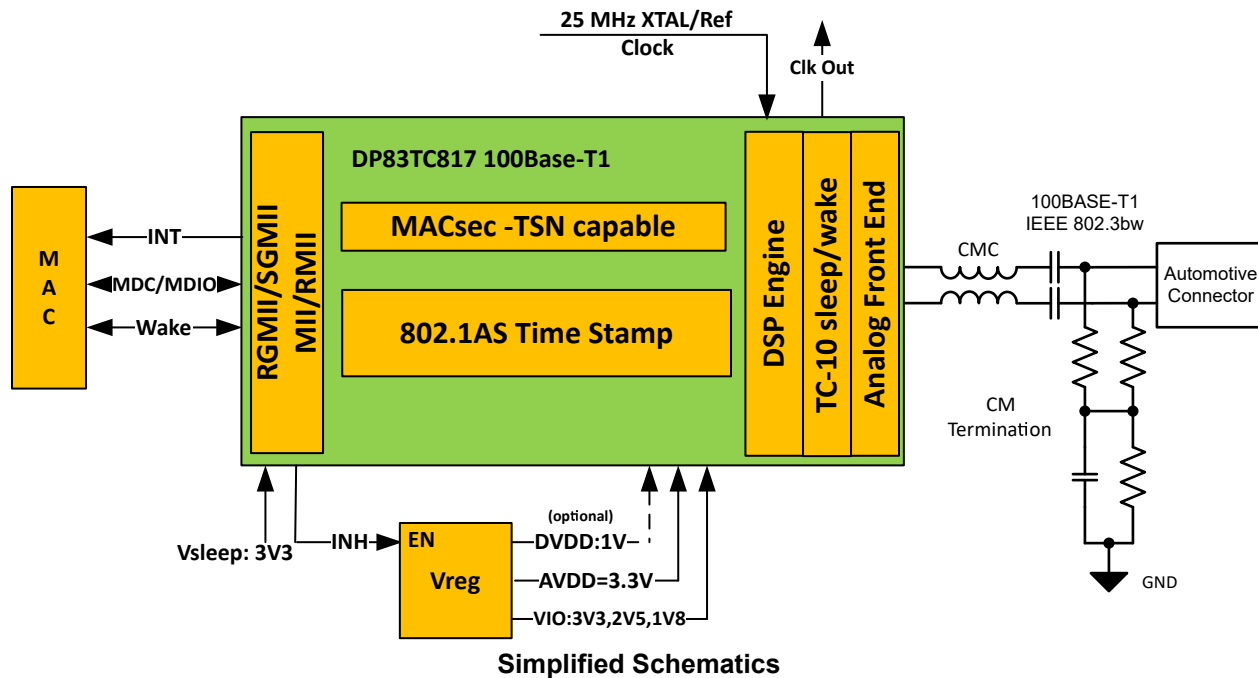 25 MHz XTAL/Ref
Clock
Clk Out
DP83TC817 100Base-T1
MAC
INT
MDC/MDIO
Wake
RGMII/SGMII
MII/RMII
MACsec -TSN capable
802.1AS Time Stamp
DSP Engine
TC-10 sleep/wake
Analog Front End
100BASE-T1
IEEE 802.3bw
CMC
Automotive
Connector
CM
Termination
GND
Vsleep: 3V3
INH
EN
Vreg
(optional)
DVDD:1V
AVDD=3.3V
VIO:3V3,2V5,1V8
Simplified Schematics